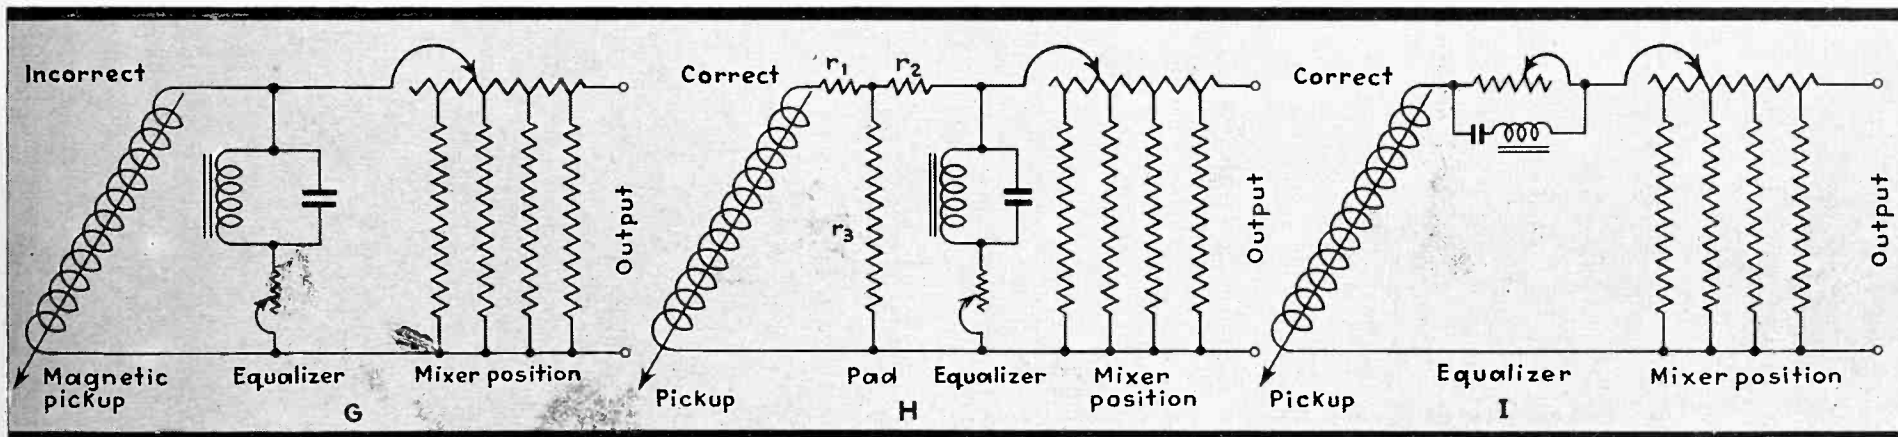 Incorrect
Magnetic
pickup
Equalizer
Mixer position
Output
G
Correct
r1
r2
r3
Pickup
Pad
Equalizer
Mixer
position
Output
H
Correct
Pickup
Equalizer
Mixer position
Output
I